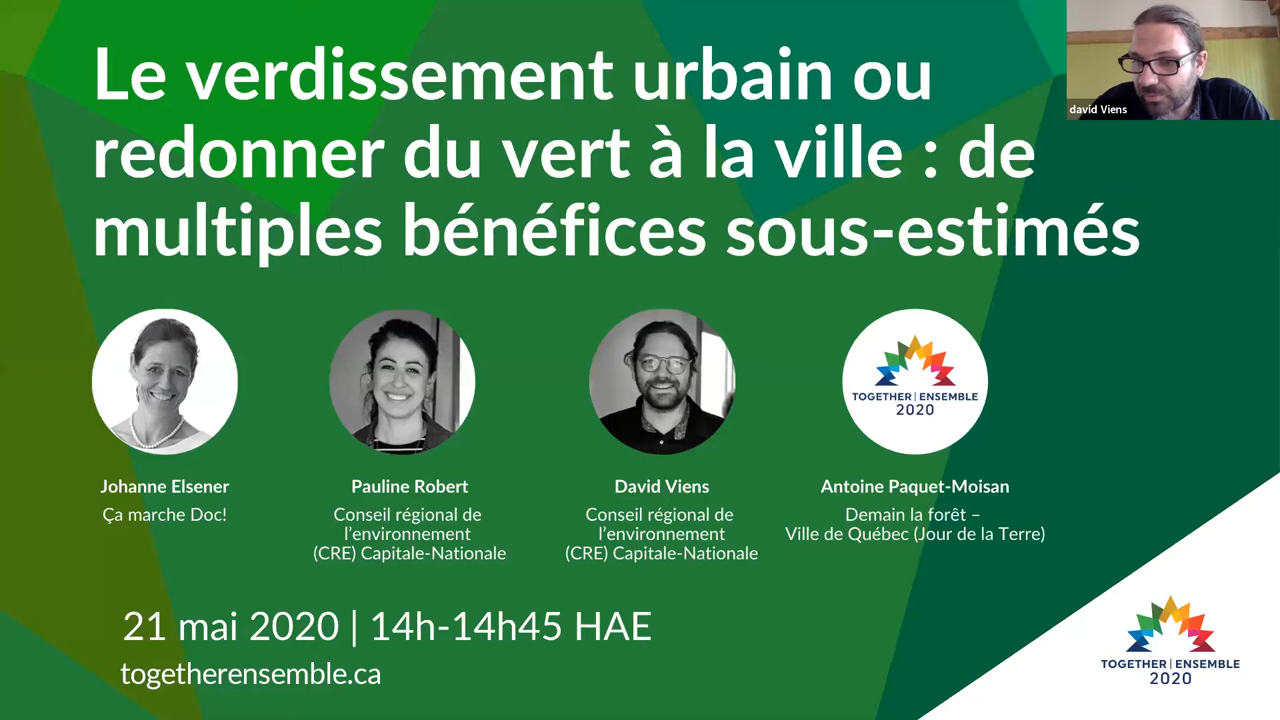 Le verdissement urbain ou
redonner du vert à la ville : de
multiples bénéfices sous-estimés
david Viens
TOGETHER | ENSEMBLE
2020
Johanne Elsener
Ça marche Doc!
Pauline Robert
Conseil régional de
l'environnement
(CRE) Capitale-Nationale
David Viens
Conseil régional de
l'environnement
(CRE) Capitale-Nationale
Antoine Paquet-Moisan
Demain la forêt –
Ville de Québec (Jour de la Terre)
21 mai 2020 | 14h-14h45 HAE
togetherensemble.ca
TOGETHER | ENSEMBLE
2020